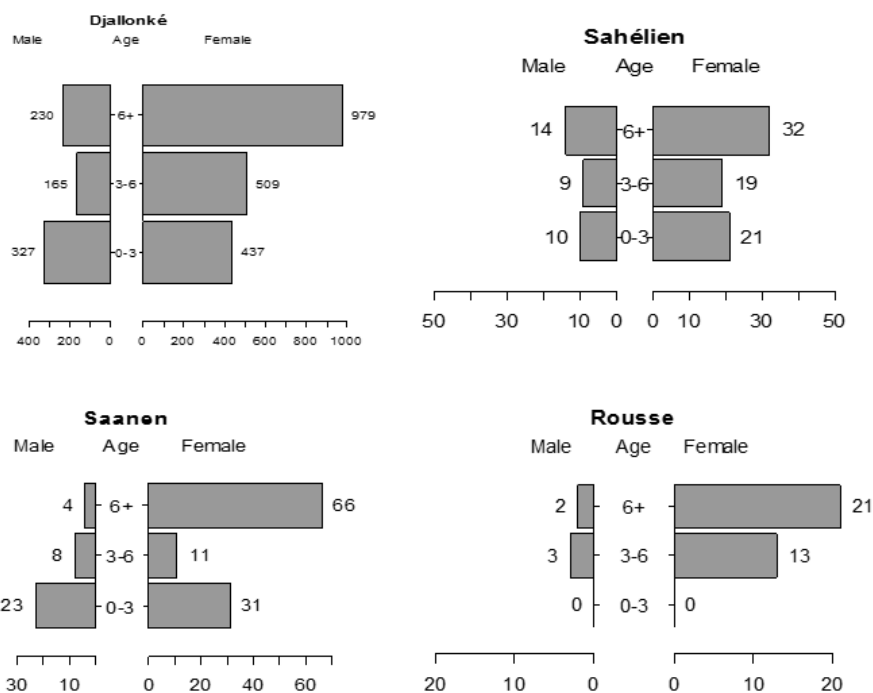 Djallonké
Male Age Female
230 6+ 979
165 3-6 509
327 0-3 437
400 200 0 0 200 400 600 800 1000
Sahélien
Male Age Female
14 6+ 32
9 3-6 19
10 0-3 21
50 30 10 0 0 10 30 50
Saanen
Male Age Female
4 6+ 66
8 3-6 11
23 0-3 31
30 10 0 20 40 60
Rousse
Male Age Female
2 6+ 21
3 3-6 13
0 0-3 0
20 10 0 0 10 20